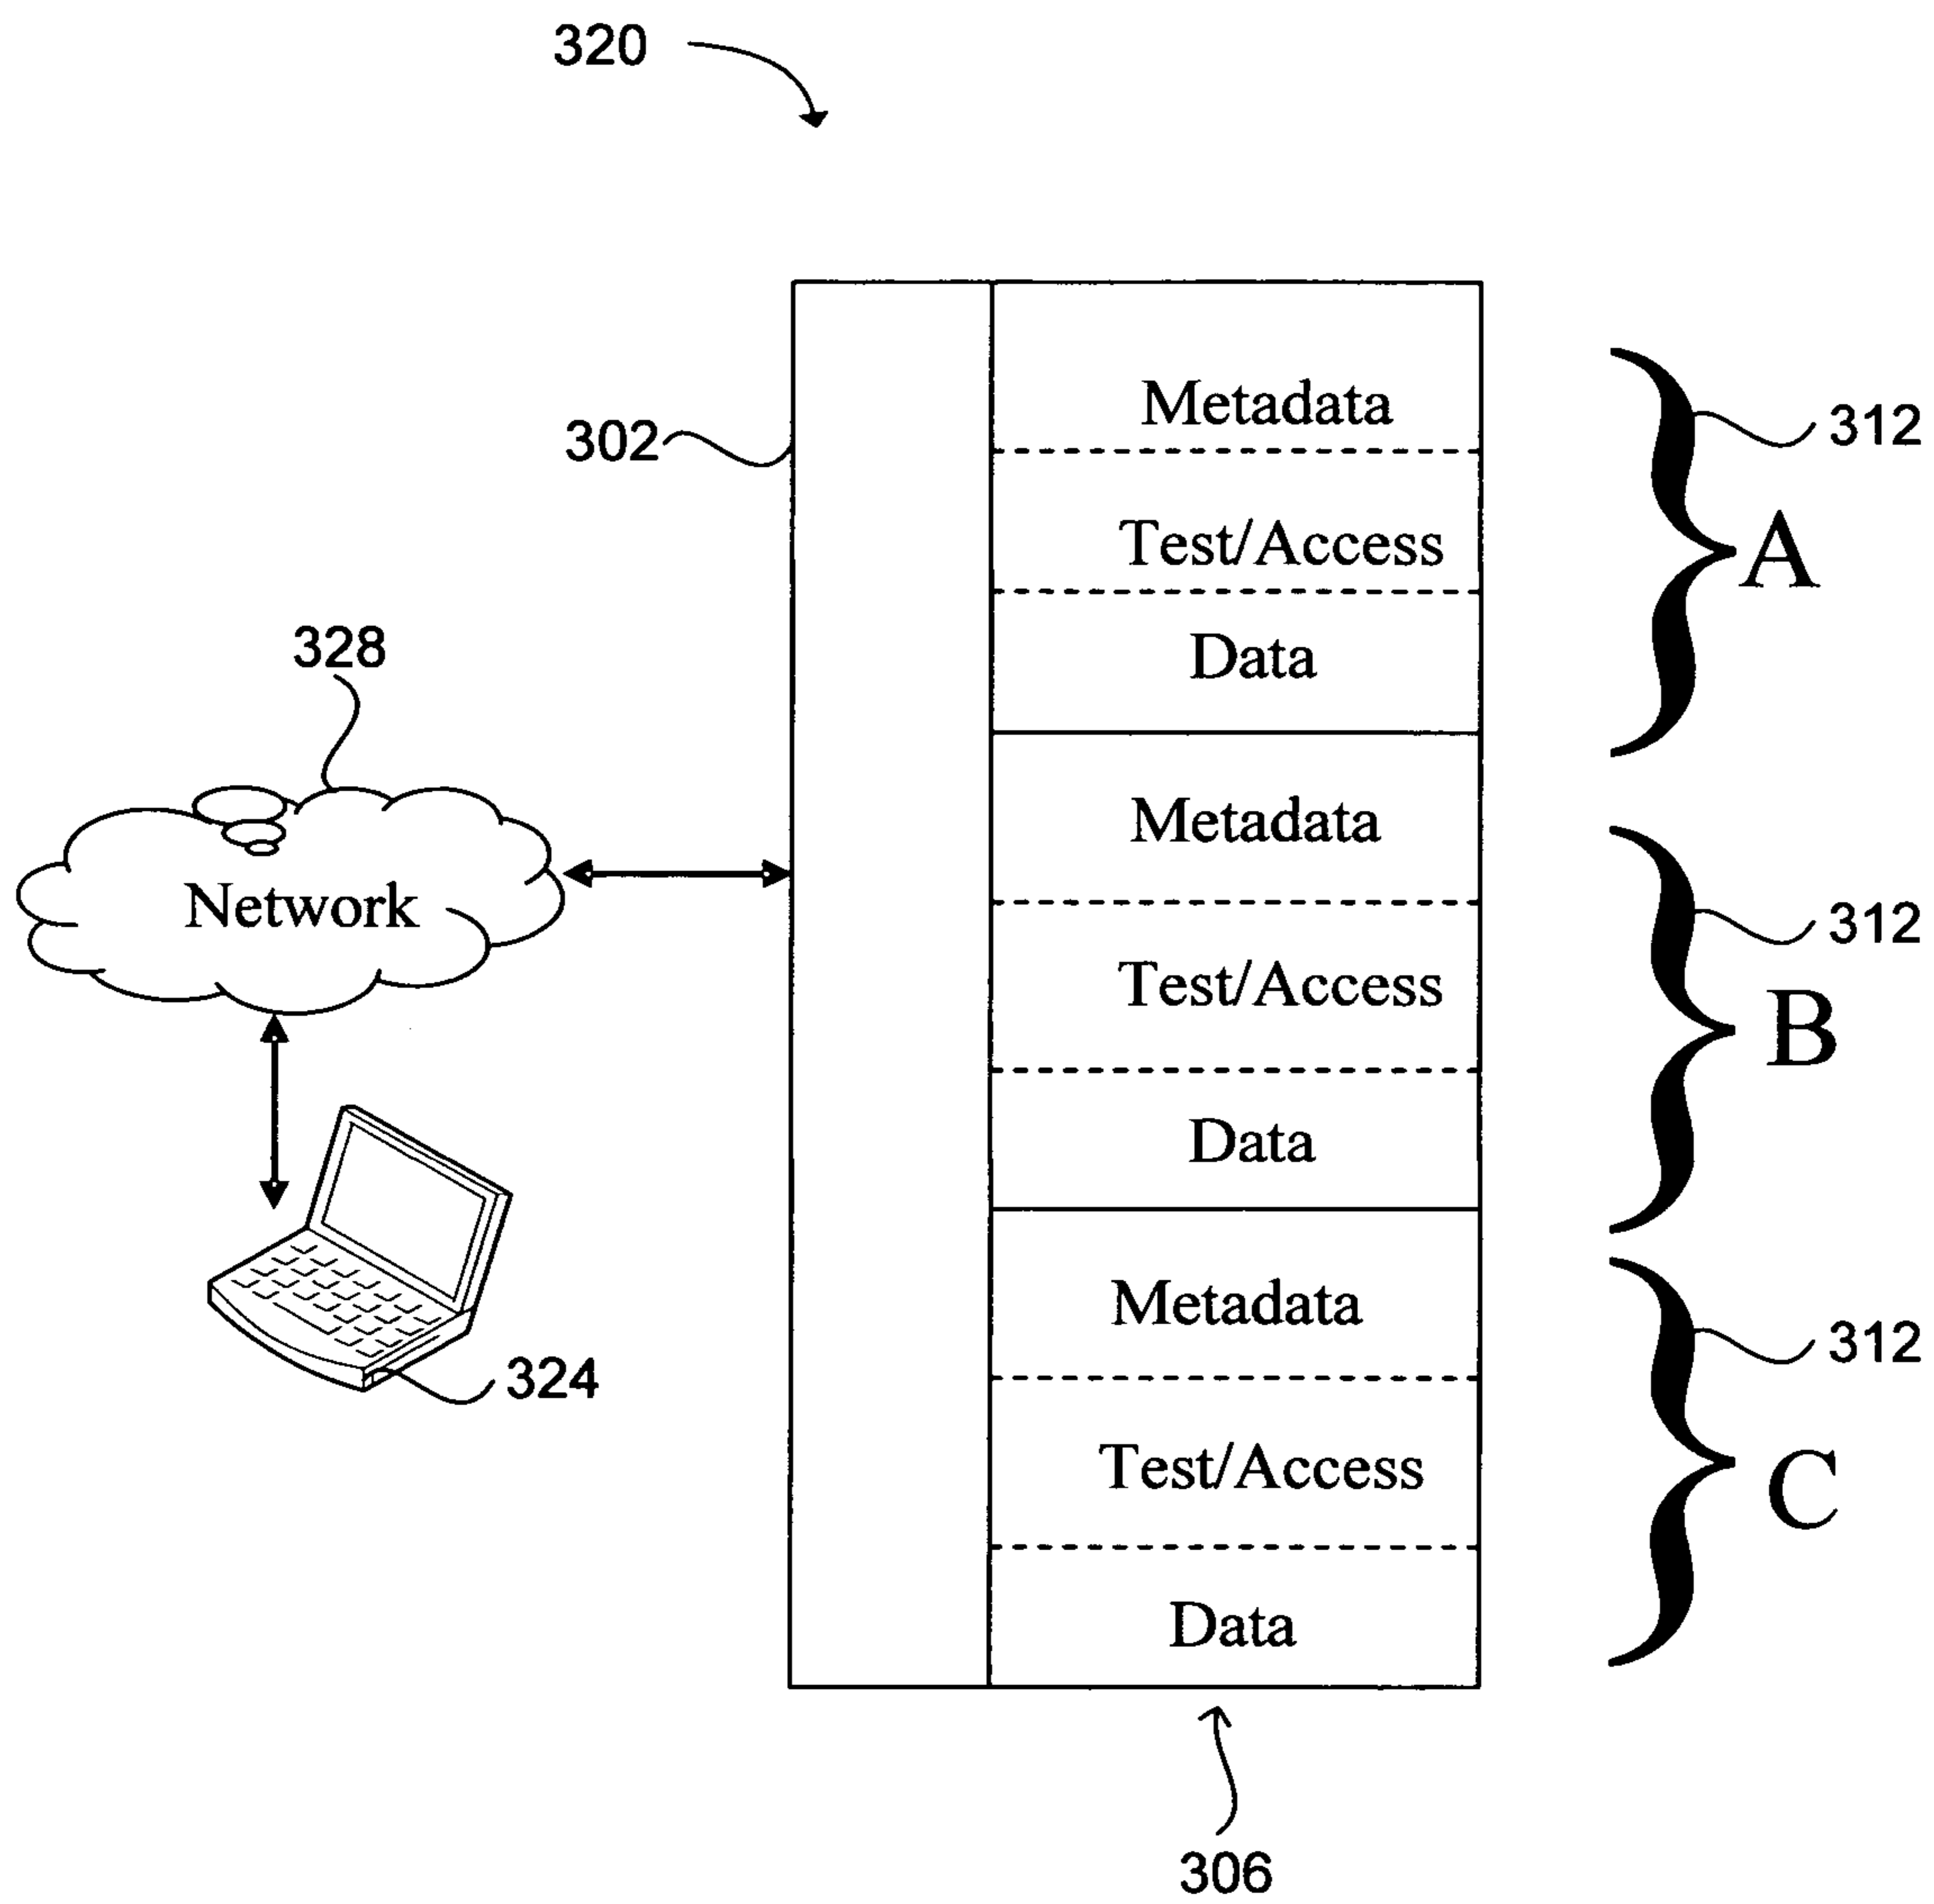 320
Metadata
302
312
Test/Access
A
328
Data
Metadata
Network
312
Test/Access
B
Data
Metadata
312
324
Test/Access
C
Data
306